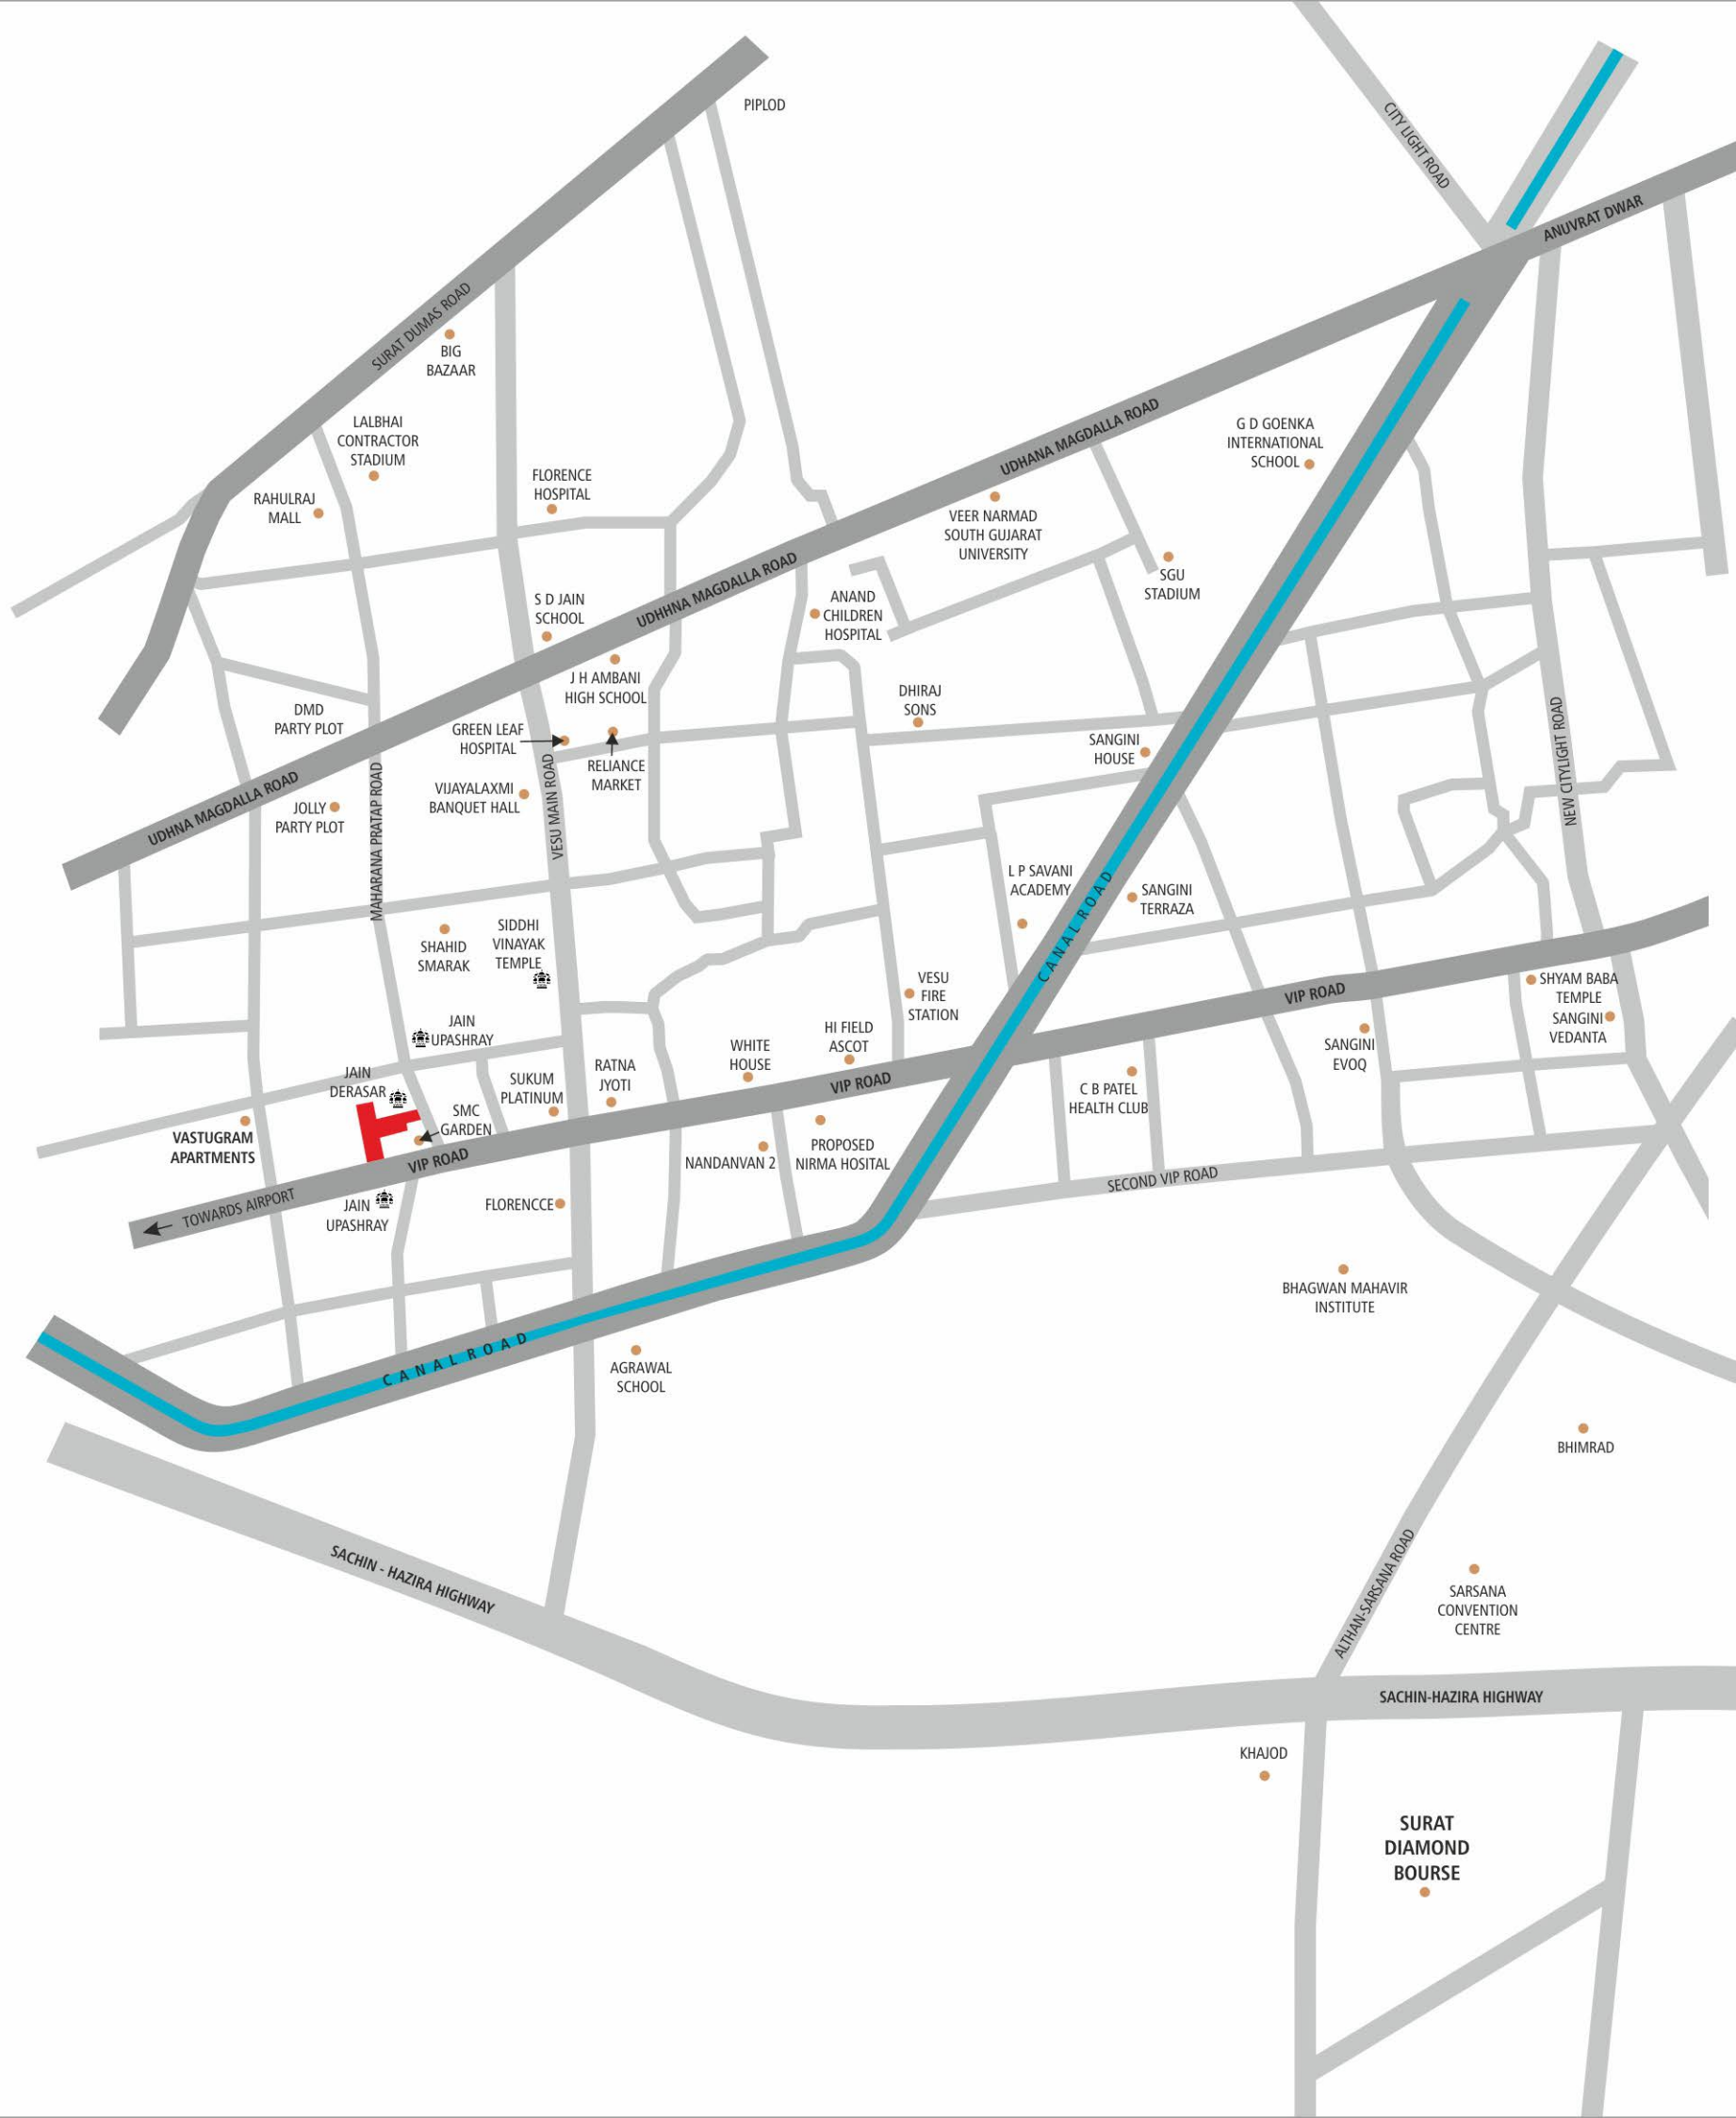 PIPLOD
CITY LIGHT ROAD
ANUVRAT DWAR
SURAT DUMAS ROAD
BIG
BAZAAR
LALBHAI
CONTRACTOR
STADIUM
RAHULRAJ
MALL
FLORENCE
HOSPITAL
UDHANA MAGDALLA ROAD
G D GOENKA
INTERNATIONAL
SCHOOL
VEER NARMAD
SOUTH GUJARAT
UNIVERSITY
SGU
STADIUM
UDHHNA MAGDALLA ROAD
S D JAIN
SCHOOL
ANAND
CHILDREN
HOSPITAL
J H AMBANI
HIGH SCHOOL
DHIRAJ
SONS
DMD
PARTY PLOT
GREEN LEAF
HOSPITAL
RELIANCE
MARKET
SANGINI
HOUSE
NEW CITYLIGHT ROAD
UDHNA MAGDALLA ROAD
JOLLY
PARTY PLOT
MAHARANA PRATAP ROAD
VIJAYALAXMI
BANQUET HALL
VESU MAIN ROAD
L P SAVANI
ACADEMY
SANGINI
TERRAZA
CANAL ROAD
SHAHID
SMARAK
SIDDHI
VINAYAK
TEMPLE
VESU
FIRE
STATION
VIP ROAD
SHYAM BABA
TEMPLE
SANGINI
VEDANTA
JAIN
UPASHRAY
HI FIELD
ASCOT
WHITE
HOUSE
SANGINI
EVOQ
JAIN
DERASAR
SUKUM
PLATINUM
RATNA
JYOTI
VIP ROAD
C B PATEL
HEALTH CLUB
SMC
GARDEN
VASTUGRAM
APARTMENTS
VIP ROAD
NANDANVAN 2
PROPOSED
NIRMA HOSITAL
SECOND VIP ROAD
TOWARDS AIRPORT
JAIN
UPASHRAY
FLORENCCE
BHAGWAN MAHAVIR
INSTITUTE
CANAL ROAD
AGRAWAL
SCHOOL
BHIMRAD
SACHIN - HAZIRA HIGHWAY
ALTHAN-SARSANA ROAD
SARSANA
CONVENTION
CENTRE
SACHIN-HAZIRA HIGHWAY
KHAJOD
SURAT
DIAMOND
BOURSE